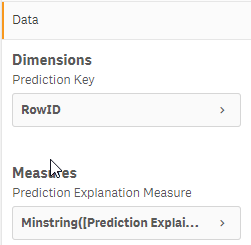 Data
Dimensions
Prediction Key
RowID
Measures
Prediction Explanation Measure
Minstring([Prediction Explai...